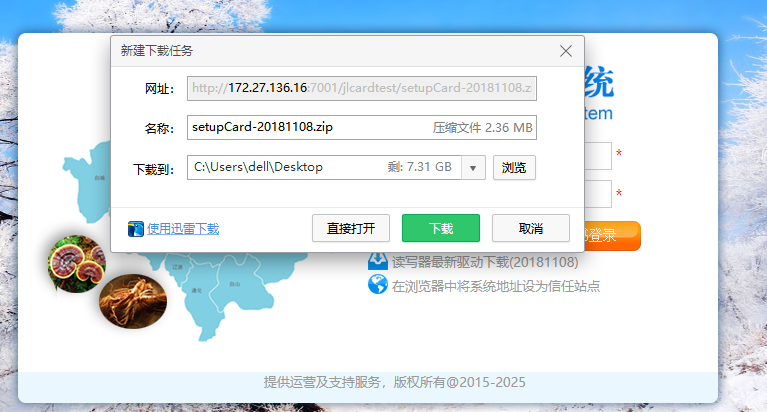 新建下载任务
网址: http://172.27.136.16:7001/jlcardtest/setupCard-20181108.z
名称: setupCard-20181108.zip 压缩文件 2.36 MB
下载到: C:\Users\dell\Desktop 剩: 7.31 GB 浏览
使用迅雷下载 直接打开 下载 取消
统
tem
*
*
登录
读写器最新驱动下载(20181108)
在浏览器中将系统地址设为信任站点
提供运营及支持服务，版权所有@2015-2025